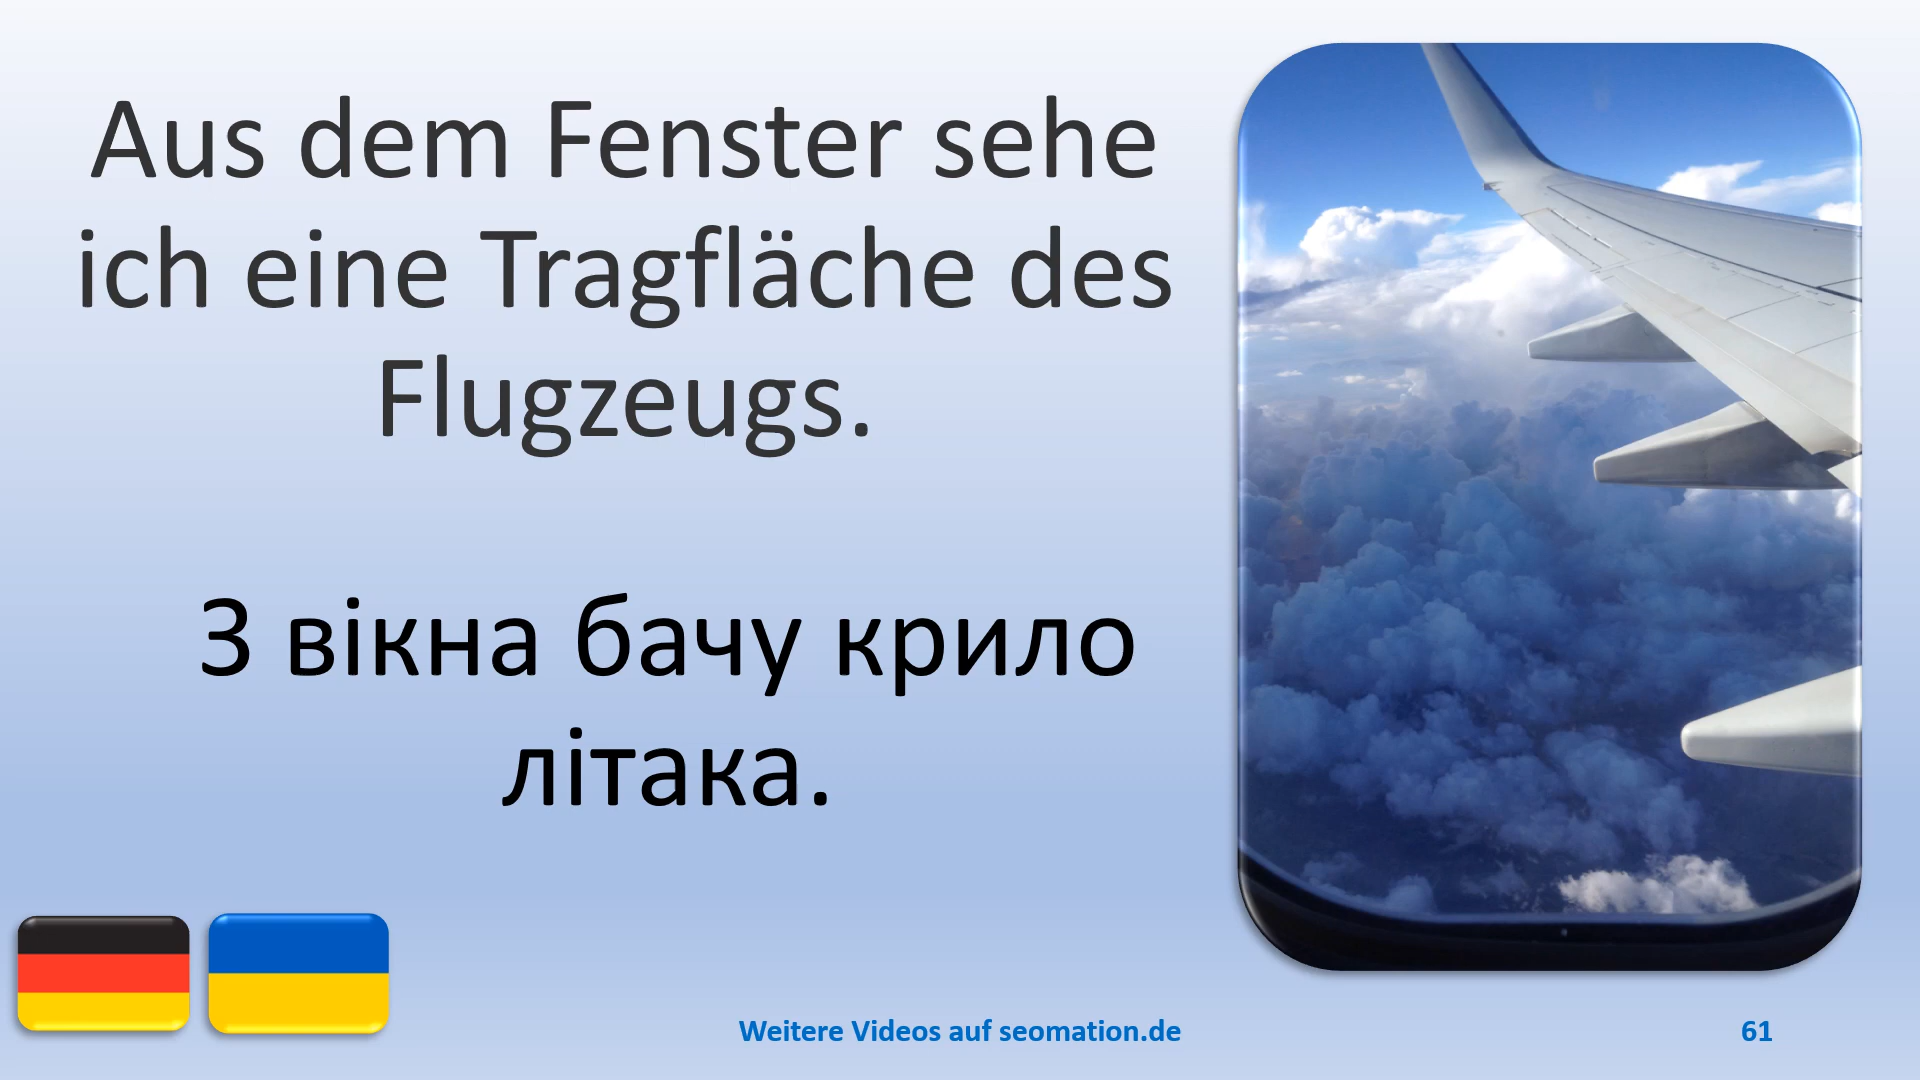 Aus dem Fenster sehe
ich eine Tragfläche des
Flugzeugs.
З вікна бачу крило
літака.
Weitere Videos auf seomation.de
61